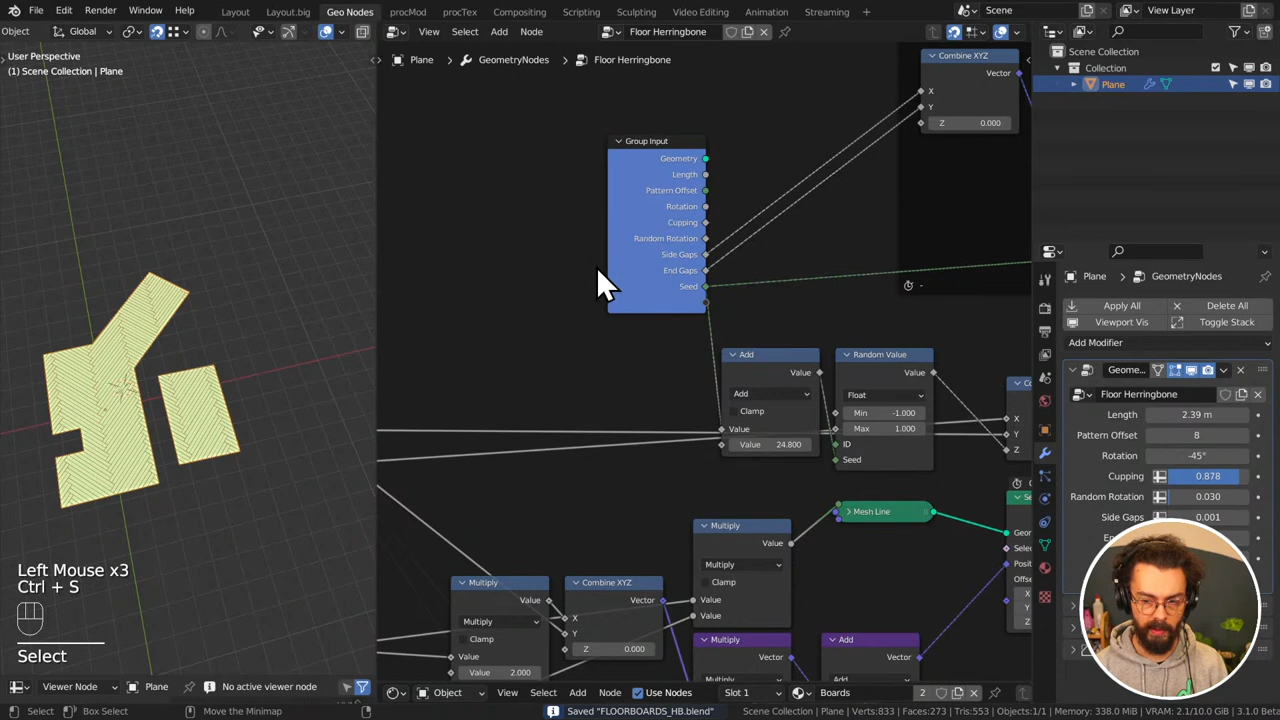 File Edit Render Window Help Layout Layout.big Geo Nodes procMod procTex Compositing Scripting Sculpting Video Editing Animation Streaming Scene View Layer
Object Global View Select Add Node Floor Herringbone
User Perspective
(1) Scene Collection | Plane
Plane GeometryNodes Floor Herringbone
Scene Collection
Collection
Plane
Combine XYZ
Vector
X
Y
Z 0.000
Group Input
Geometry
Length
Pattern Offset
Rotation
Cupping
Random Rotation
Side Gaps
End Gaps
Seed
-
Add
Value
Add
Clamp
Value
Value 24.800
Random Value
Value
Float
Min -1.000
Max 1.000
ID
Seed
X
Y
Z
Mesh Line
Multiply
Value
Multiply
Clamp
Value
Value
Multiply
Value
Multiply
Clamp
Value
Value 2.000
Combine XYZ
Vector
X
Y
Z 0.000
Multiply
Vector
Add
Vector
Offse
X
Y
Z
Plane GeometryNodes
Apply All Delete All
Viewport Vis Toggle Stack
Add Modifier
Geome...
Floor Herringbone
Length 2.39 m
Pattern Offset 8
Rotation -45°
Cupping 0.878
Random Rotation 0.030
Side Gaps 0.001
Left Mouse x3
Ctrl + S
Select
Viewer Node Plane No active viewer node Object View Select Add Node Use Nodes Slot 1 Boards 2
Select Box Select Move the Minimap Saved "FLOORBOARDS_HB.blend" Scene Collection | Plane | Verts:833 | Faces:273 | Tris:553 | Objects:1/1 | Memory: 338.0 MiB | VRAM: 2.1/10.0 GiB | 3.1.0 Beta